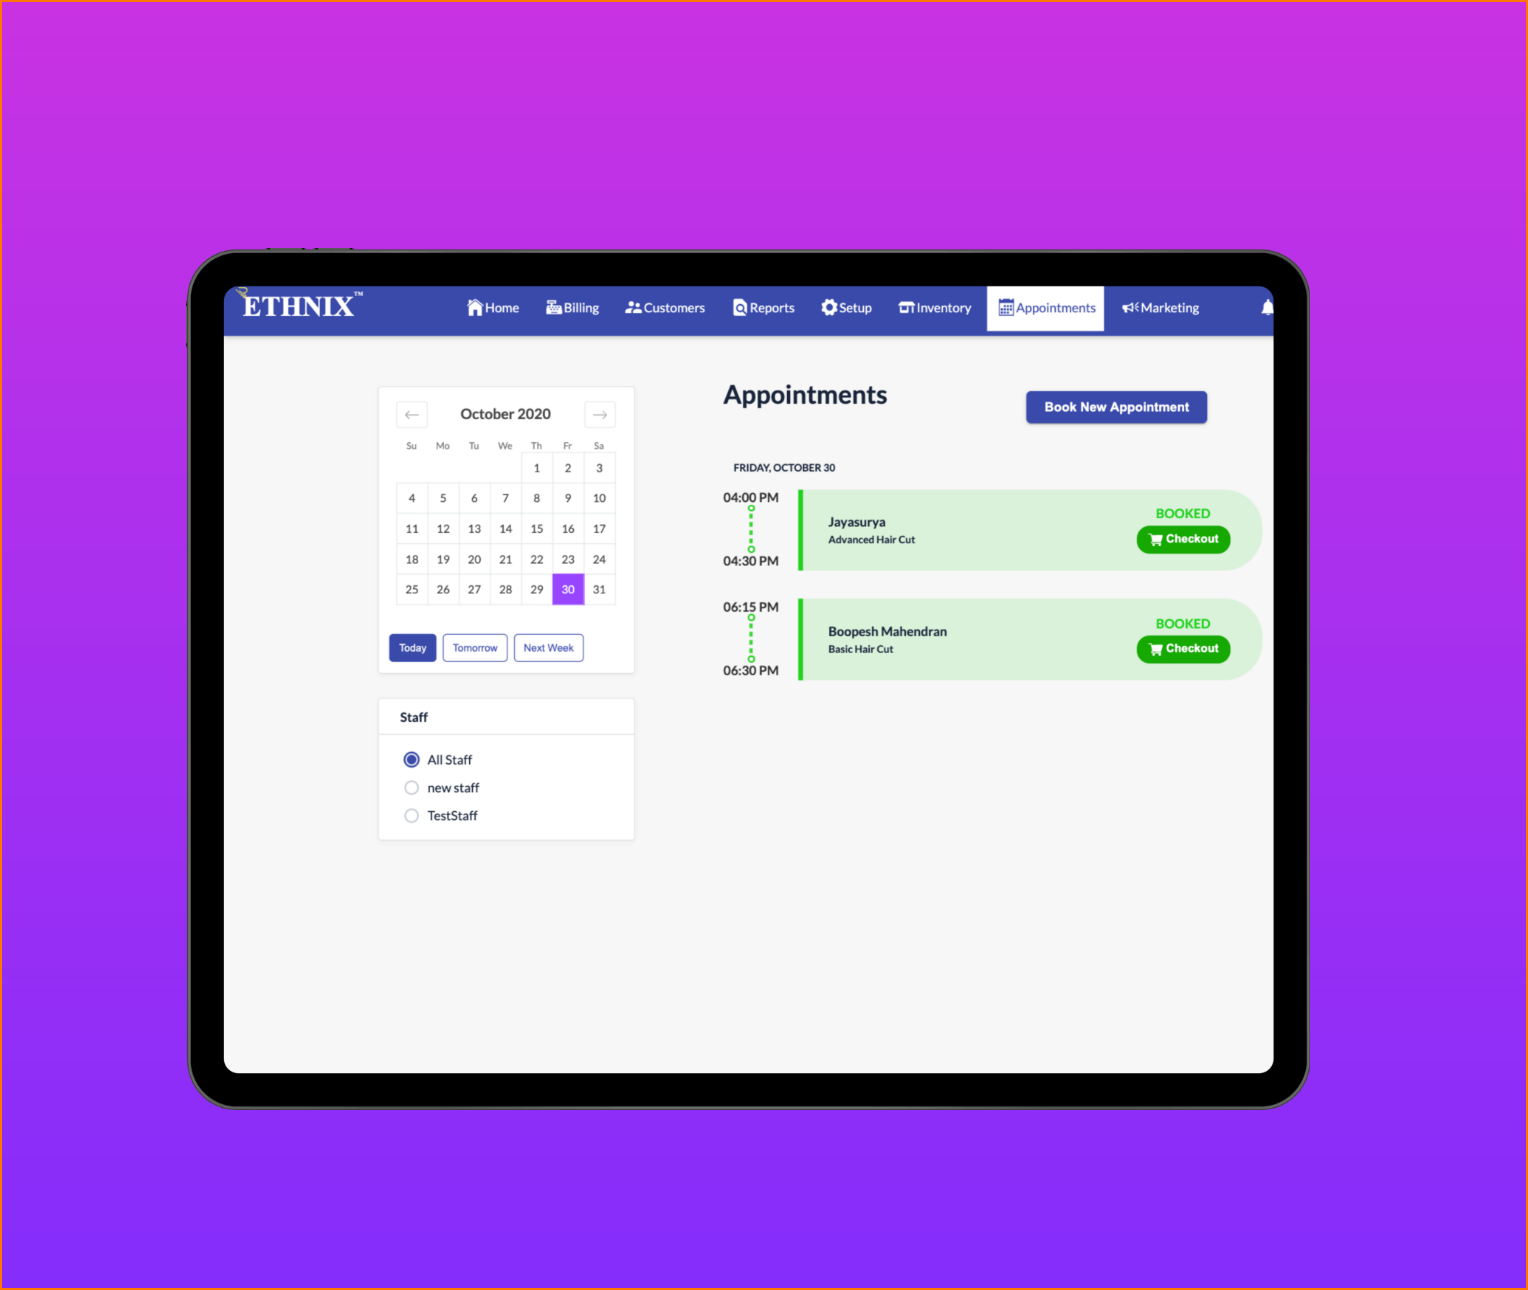 ETHNIX™
Home Billing Customers Reports Setup Inventory Appointments Marketing
October 2020
Su Mo Tu We Th Fr Sa
1 2 3
4 5 6 7 8 9 10
11 12 13 14 15 16 17
18 19 20 21 22 23 24
25 26 27 28 29 30 31
Today Tomorrow Next Week
Staff
All Staff
new staff
TestStaff
Appointments
Book New Appointment
FRIDAY, OCTOBER 30
04:00 PM
04:30 PM
Jayasurya
Advanced Hair Cut
BOOKED
Checkout
06:15 PM
06:30 PM
Boopesh Mahendran
Basic Hair Cut
BOOKED
Checkout